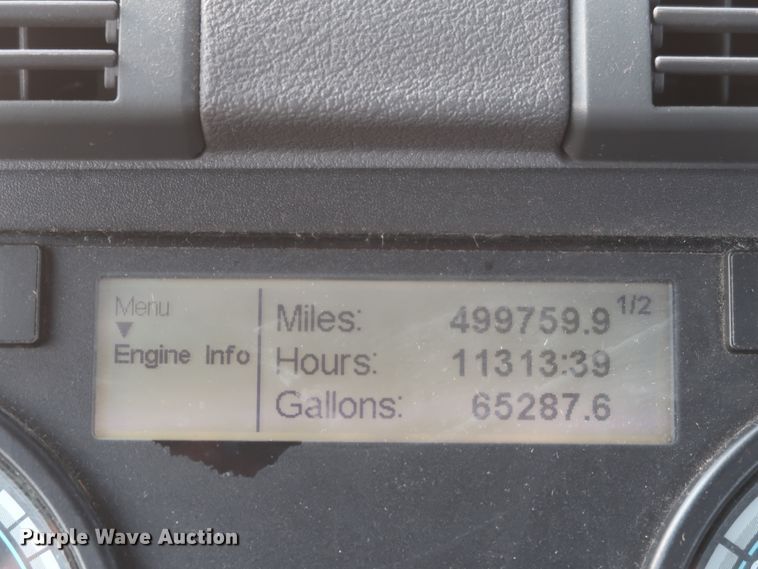 Menu
Engine Info
Miles: 499759.9 1/2
Hours: 11313:39
Gallons: 65287.6
Purple Wave Auction